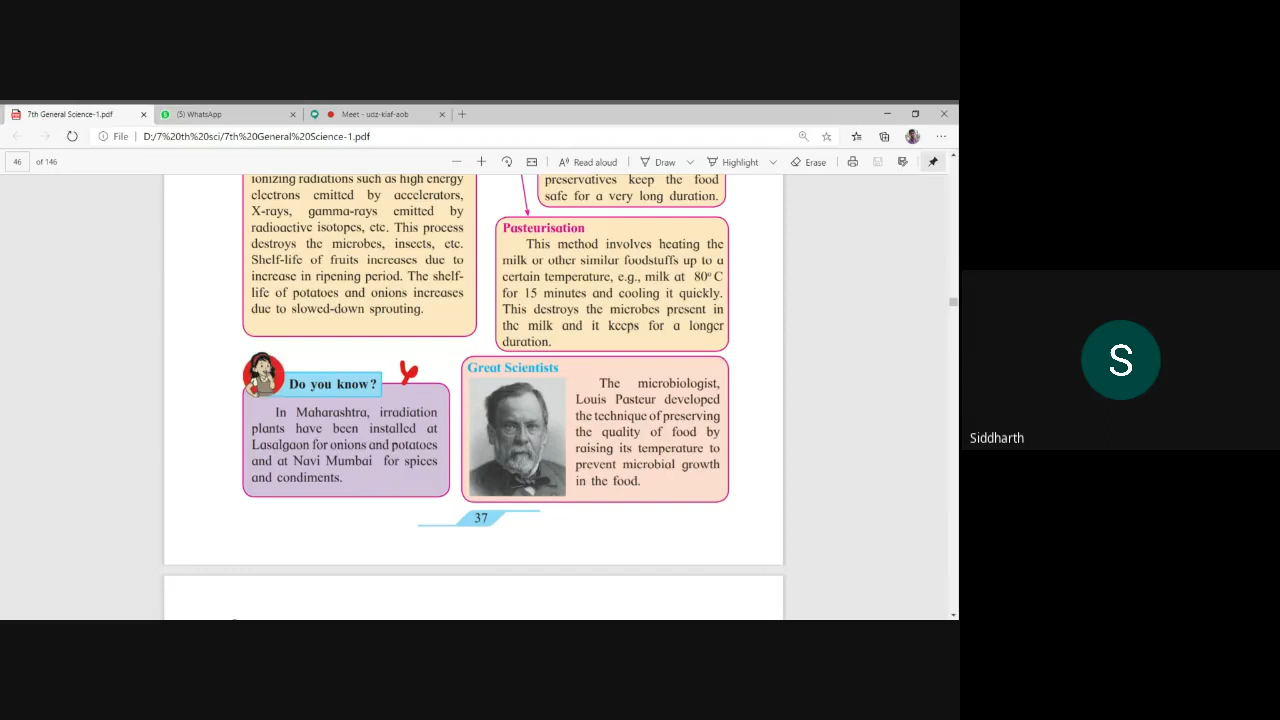 7th General Science-1.pdf
(5) WhatsApp
Meet - udz-kiaf-aob
File
D:/7%20th%20sci/7th%20General%20Science-1.pdf
46 of 146
Read aloud
Draw
Highlight
Erase
ionizing radiations such as high energy
electrons emitted by accelerators,
X-rays, gamma-rays emitted by
radioactive isotopes, etc. This process
destroys the microbes, insects, etc.
Shelf-life of fruits increases due to
increase in ripening period. The shelf-
life of potatoes and onions increases
due to slowed-down sprouting.
preservatives keep the food
safe for a very long duration.
Pasteurisation
This method involves heating the
milk or other similar foodstuffs up to a
certain temperature, e.g., milk at 80° C
for 15 minutes and cooling it quickly.
This destroys the microbes present in
the milk and it keeps for a longer
duration.
Do you know?
In Maharashtra, irradiation
plants have been installed at
Lasalgaon for onions and potatoes
and at Navi Mumbai for spices
and condiments.
Great Scientists
The microbiologist,
Louis Pasteur developed
the technique of preserving
the quality of food by
raising its temperature to
prevent microbial growth
in the food.
37
S
Siddharth